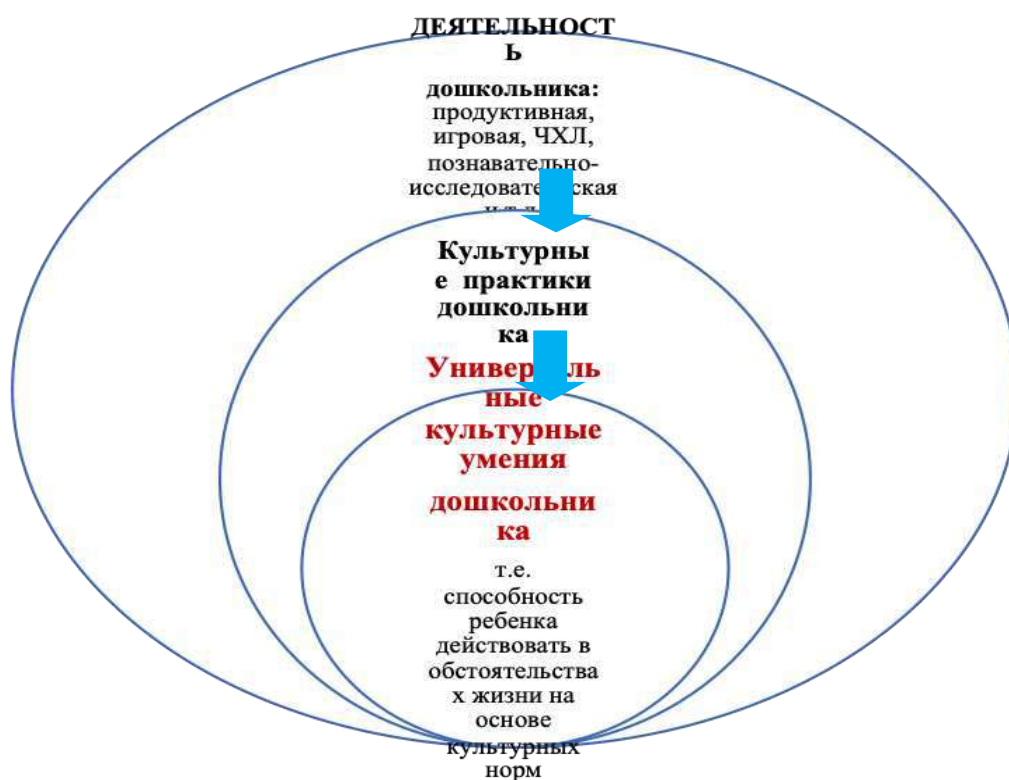 ДЕЯТЕЛЬНОСТ
Ь
дошкольника:
продуктивная,
игровая, ЧХЛ,
познавательно-
и т.д.
Культурны
е практики
дошкольни
ка
ные
культурные
умения
дошкольни
ка
т.е.
способность
ребенка
действовать в
обстоятельства
х жизни на
основе
культурных
норм